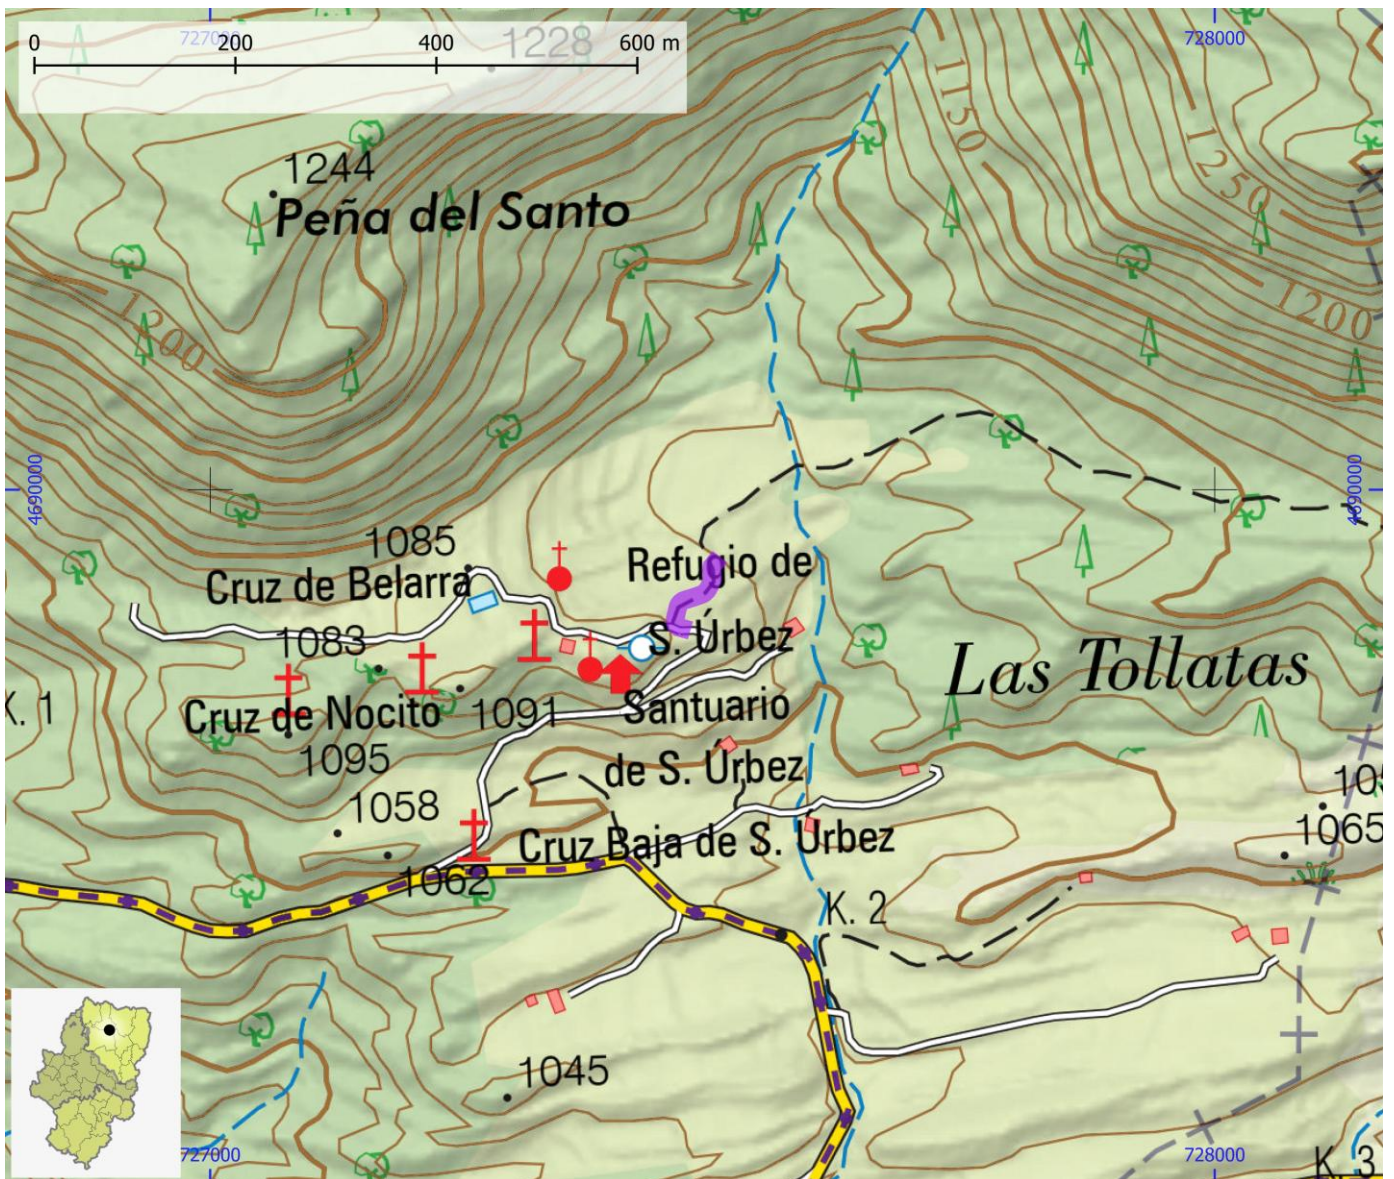 0 200 400 600 m
727000
728000
1228
1150
1244
1250
Peña del Santo
1200
1200
4690000
4690000
1085
Refugio de
Cruz de Belarra
S. Úrbez
1083
Las Tollatas
K. 1
Cruz de Nocito
1091
Santuario
1095
de S. Úrbez
1058
1065
Cruz Baja de S. Urbez
1062
K. 2
1045
727000
728000
K. 3